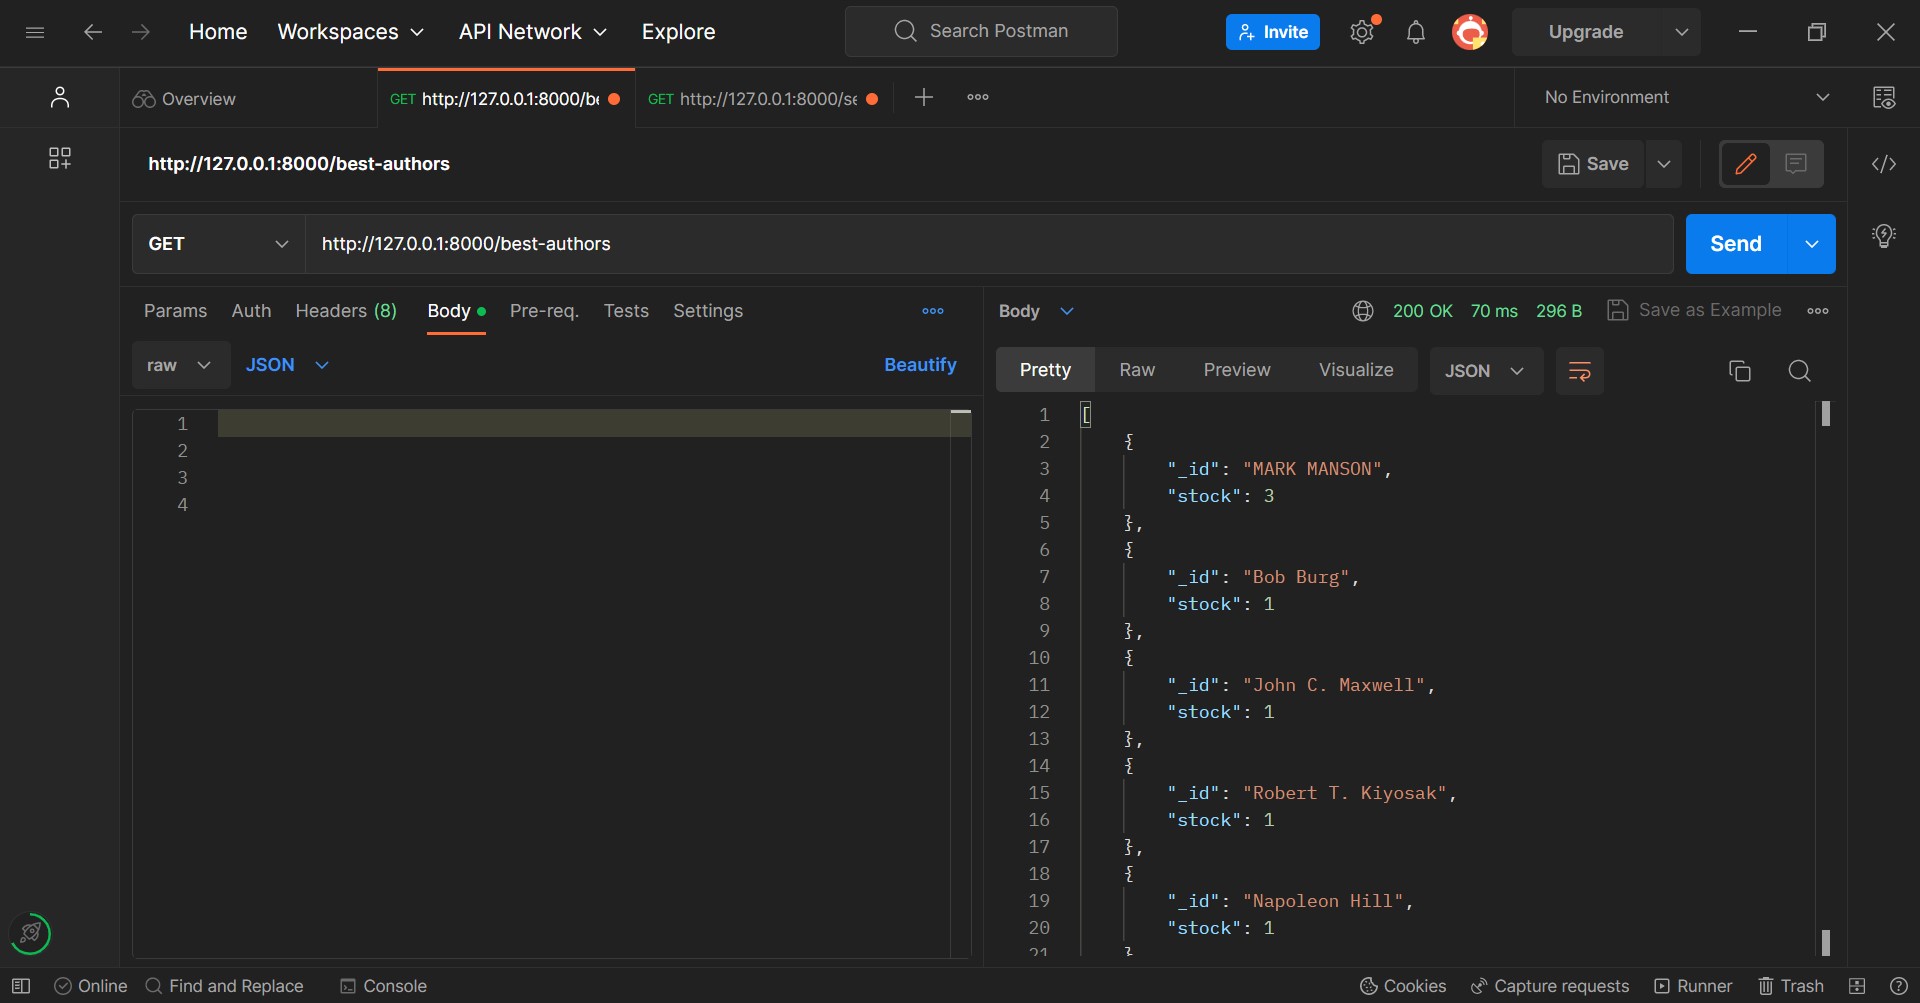 Home Workspaces API Network Explore Search Postman Invite Upgrade
Overview GET http://127.0.0.1:8000/be GET http://127.0.0.1:8000/se No Environment
http://127.0.0.1:8000/best-authors Save
GET http://127.0.0.1:8000/best-authors Send
Params Auth Headers (8) Body Pre-req. Tests Settings
raw JSON Beautify
1
2
3
4
Body 200 OK 70 ms 296 B Save as Example
Pretty Raw Preview Visualize JSON
1 [
2 {
3 "_id": "MARK MANSON",
4 "stock": 3
5 },
6 {
7 "_id": "Bob Burg",
8 "stock": 1
9 },
10 {
11 "_id": "John C. Maxwell",
12 "stock": 1
13 },
14 {
15 "_id": "Robert T. Kiyosak",
16 "stock": 1
17 },
18 {
19 "_id": "Napoleon Hill",
20 "stock": 1
21 }
Online Find and Replace Console Cookies Capture requests Runner Trash